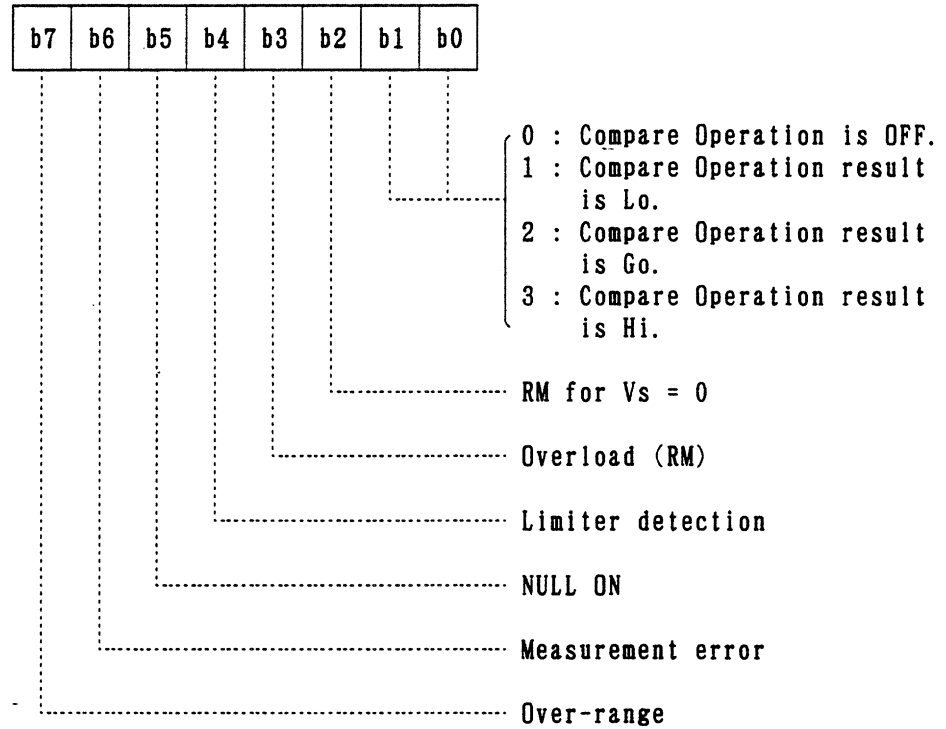 b7 b6 b5 b4 b3 b2 b1 b0
0 : Compare Operation is OFF.
1 : Compare Operation result
is Lo.
2 : Compare Operation result
is Go.
3 : Compare Operation result
is Hi.
RM for Vs = 0
Overload (RM)
Limiter detection
NULL ON
Measurement error
Over-range